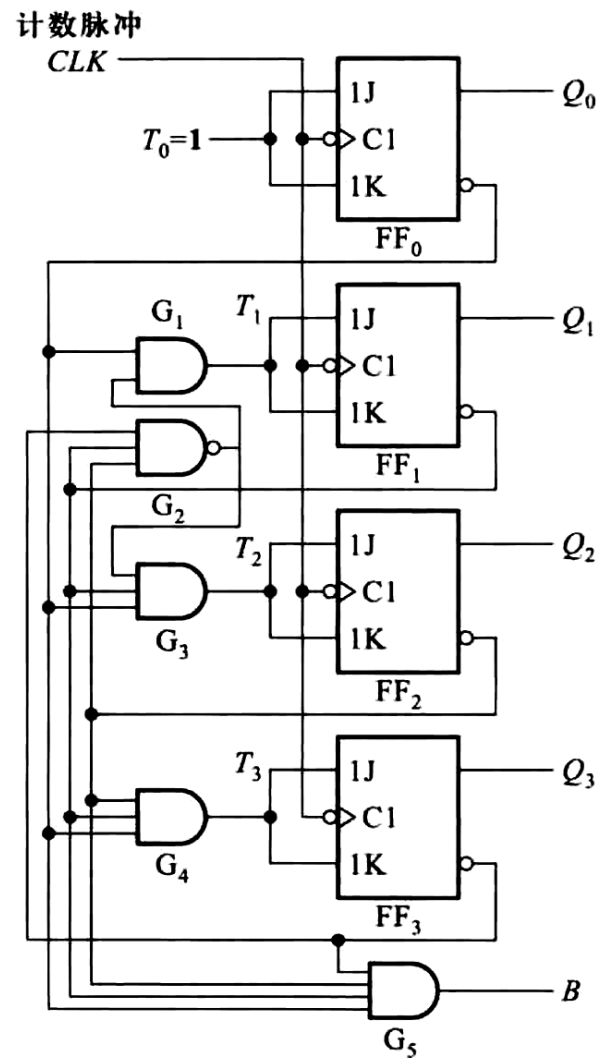 计数脉冲
CLK
1J
Q₀
T₀=1
C1
1K
FF₀
G₁
T₁
1J
Q₁
C1
1K
FF₁
G₂
T₂
1J
Q₂
C1
1K
G₃
FF₂
T₃
1J
Q₃
C1
1K
G₄
FF₃
B
G₅